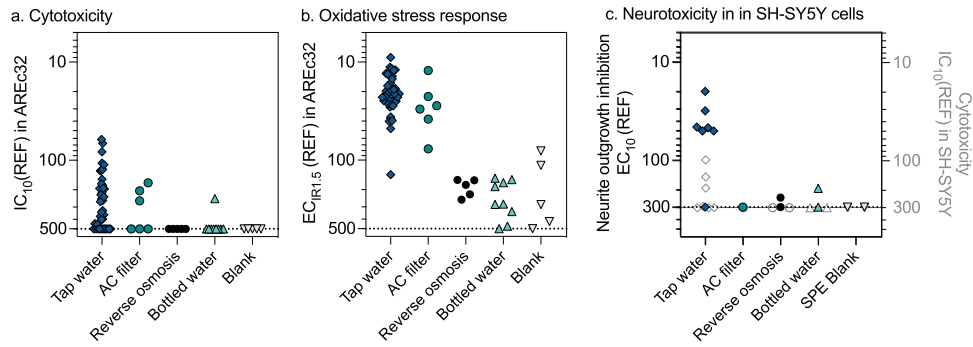 a. Cytotoxicity
IC10(REF) in AREc32
10
100
500
Tap water
AC filter
Reverse osmosis
Bottled water
Blank
b. Oxidative stress response
ECIR1.5 (REF) in AREc32
10
100
500
Tap water
AC filter
Reverse osmosis
Bottled water
Blank
c. Neurotoxicity in in SH-SY5Y cells
Neurite outgrowth inhibition
EC10 (REF)
10
100
300
10
100
300
Cytotoxicity
IC10(REF) in SH-SY5Y
Tap water
AC filter
Reverse osmosis
Bottled water
SPE Blank